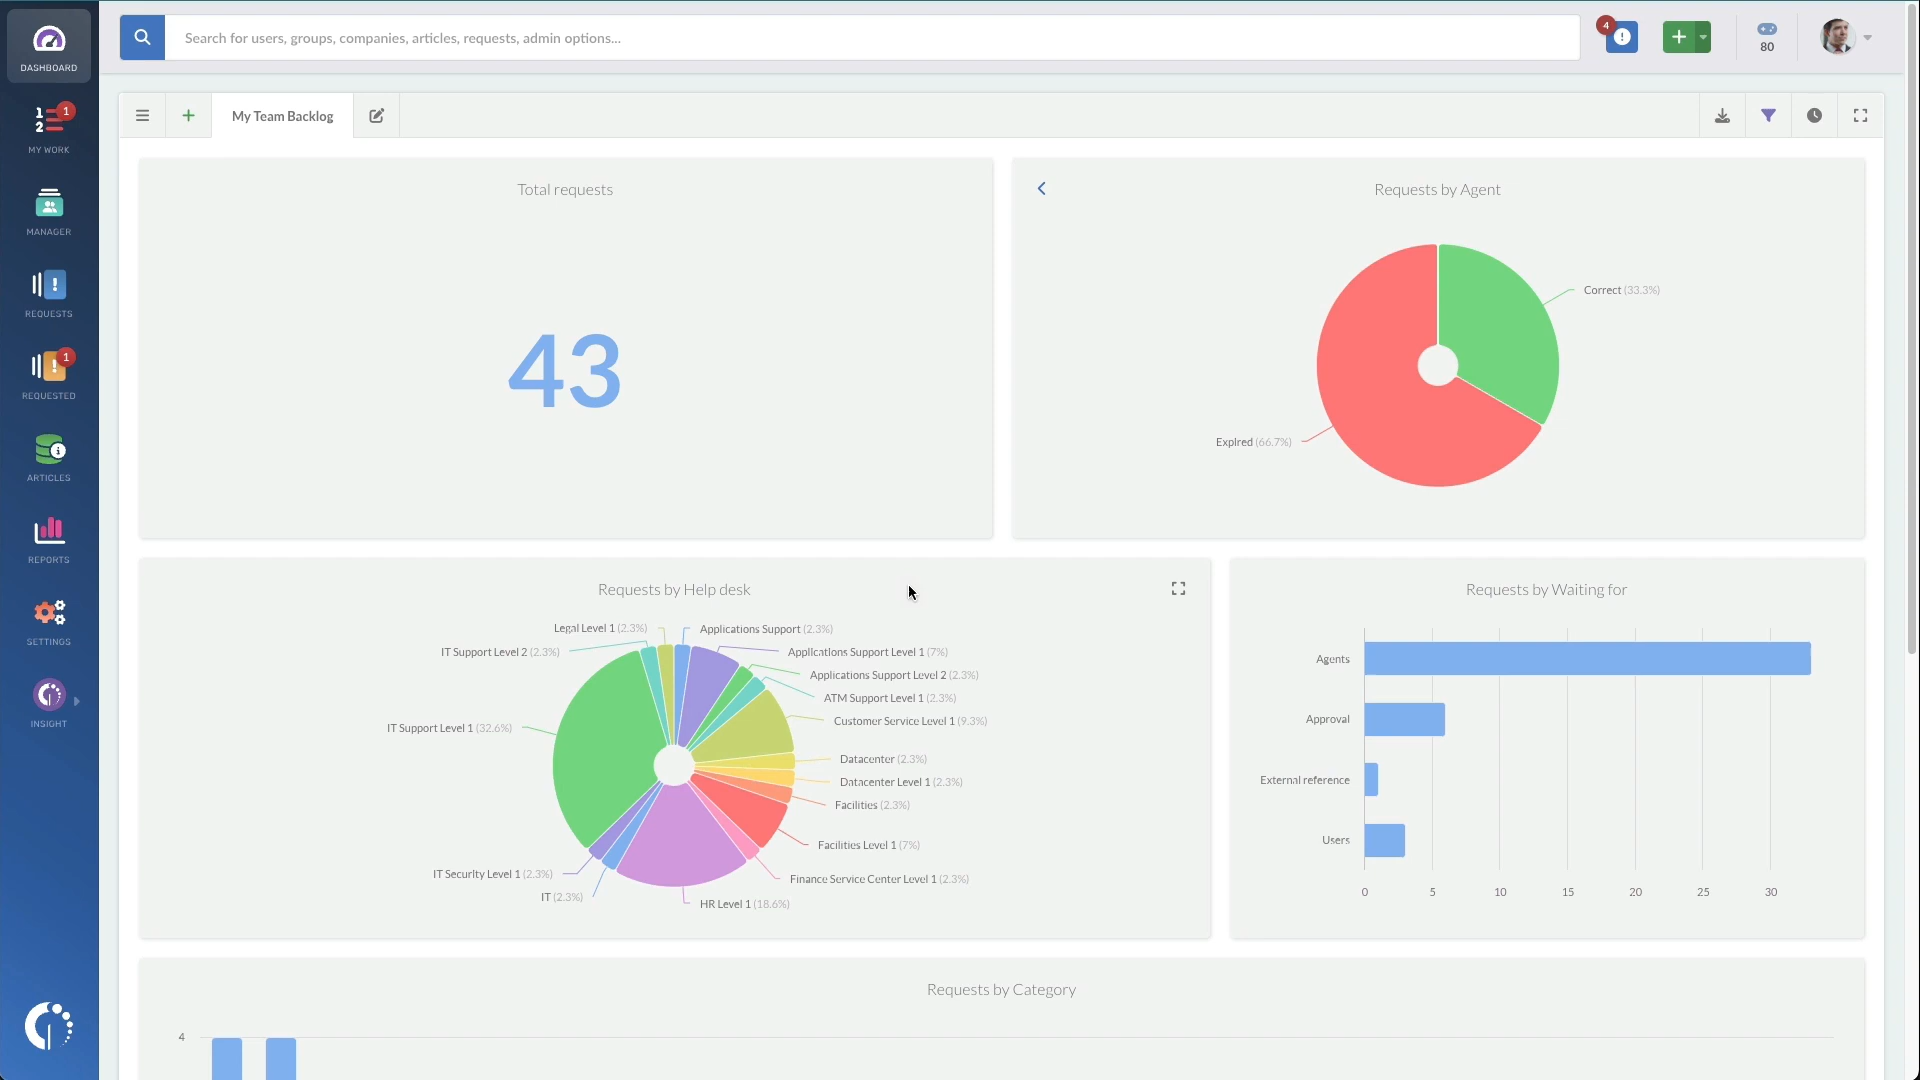 DASHBOARD
1
MY WORK
MANAGER
REQUESTS
1
REQUESTED
ARTICLES
REPORTS
SETTINGS
INSIGHT
Search for users, groups, companies, articles, requests, admin options...
4
80
My Team Backlog
Total requests
43
Requests by Agent
Correct (33.3%)
Expired (66.7%)
Requests by Help desk
Legal Level 1 (2.3%)
Applications Support (2.3%)
IT Support Level 2 (2.3%)
Applications Support Level 1 (7%)
Applications Support Level 2 (2.3%)
ATM Support Level 1 (2.3%)
Customer Service Level 1 (9.3%)
IT Support Level 1 (32.6%)
Datacenter (2.3%)
Datacenter Level 1 (2.3%)
Facilities (2.3%)
Facilities Level 1 (7%)
IT Security Level 1 (2.3%)
Finance Service Center Level 1 (2.3%)
IT (2.3%)
HR Level 1 (18.6%)
Requests by Waiting for
Agents
Approval
External reference
Users
0 5 10 15 20 25 30
Requests by Category
4